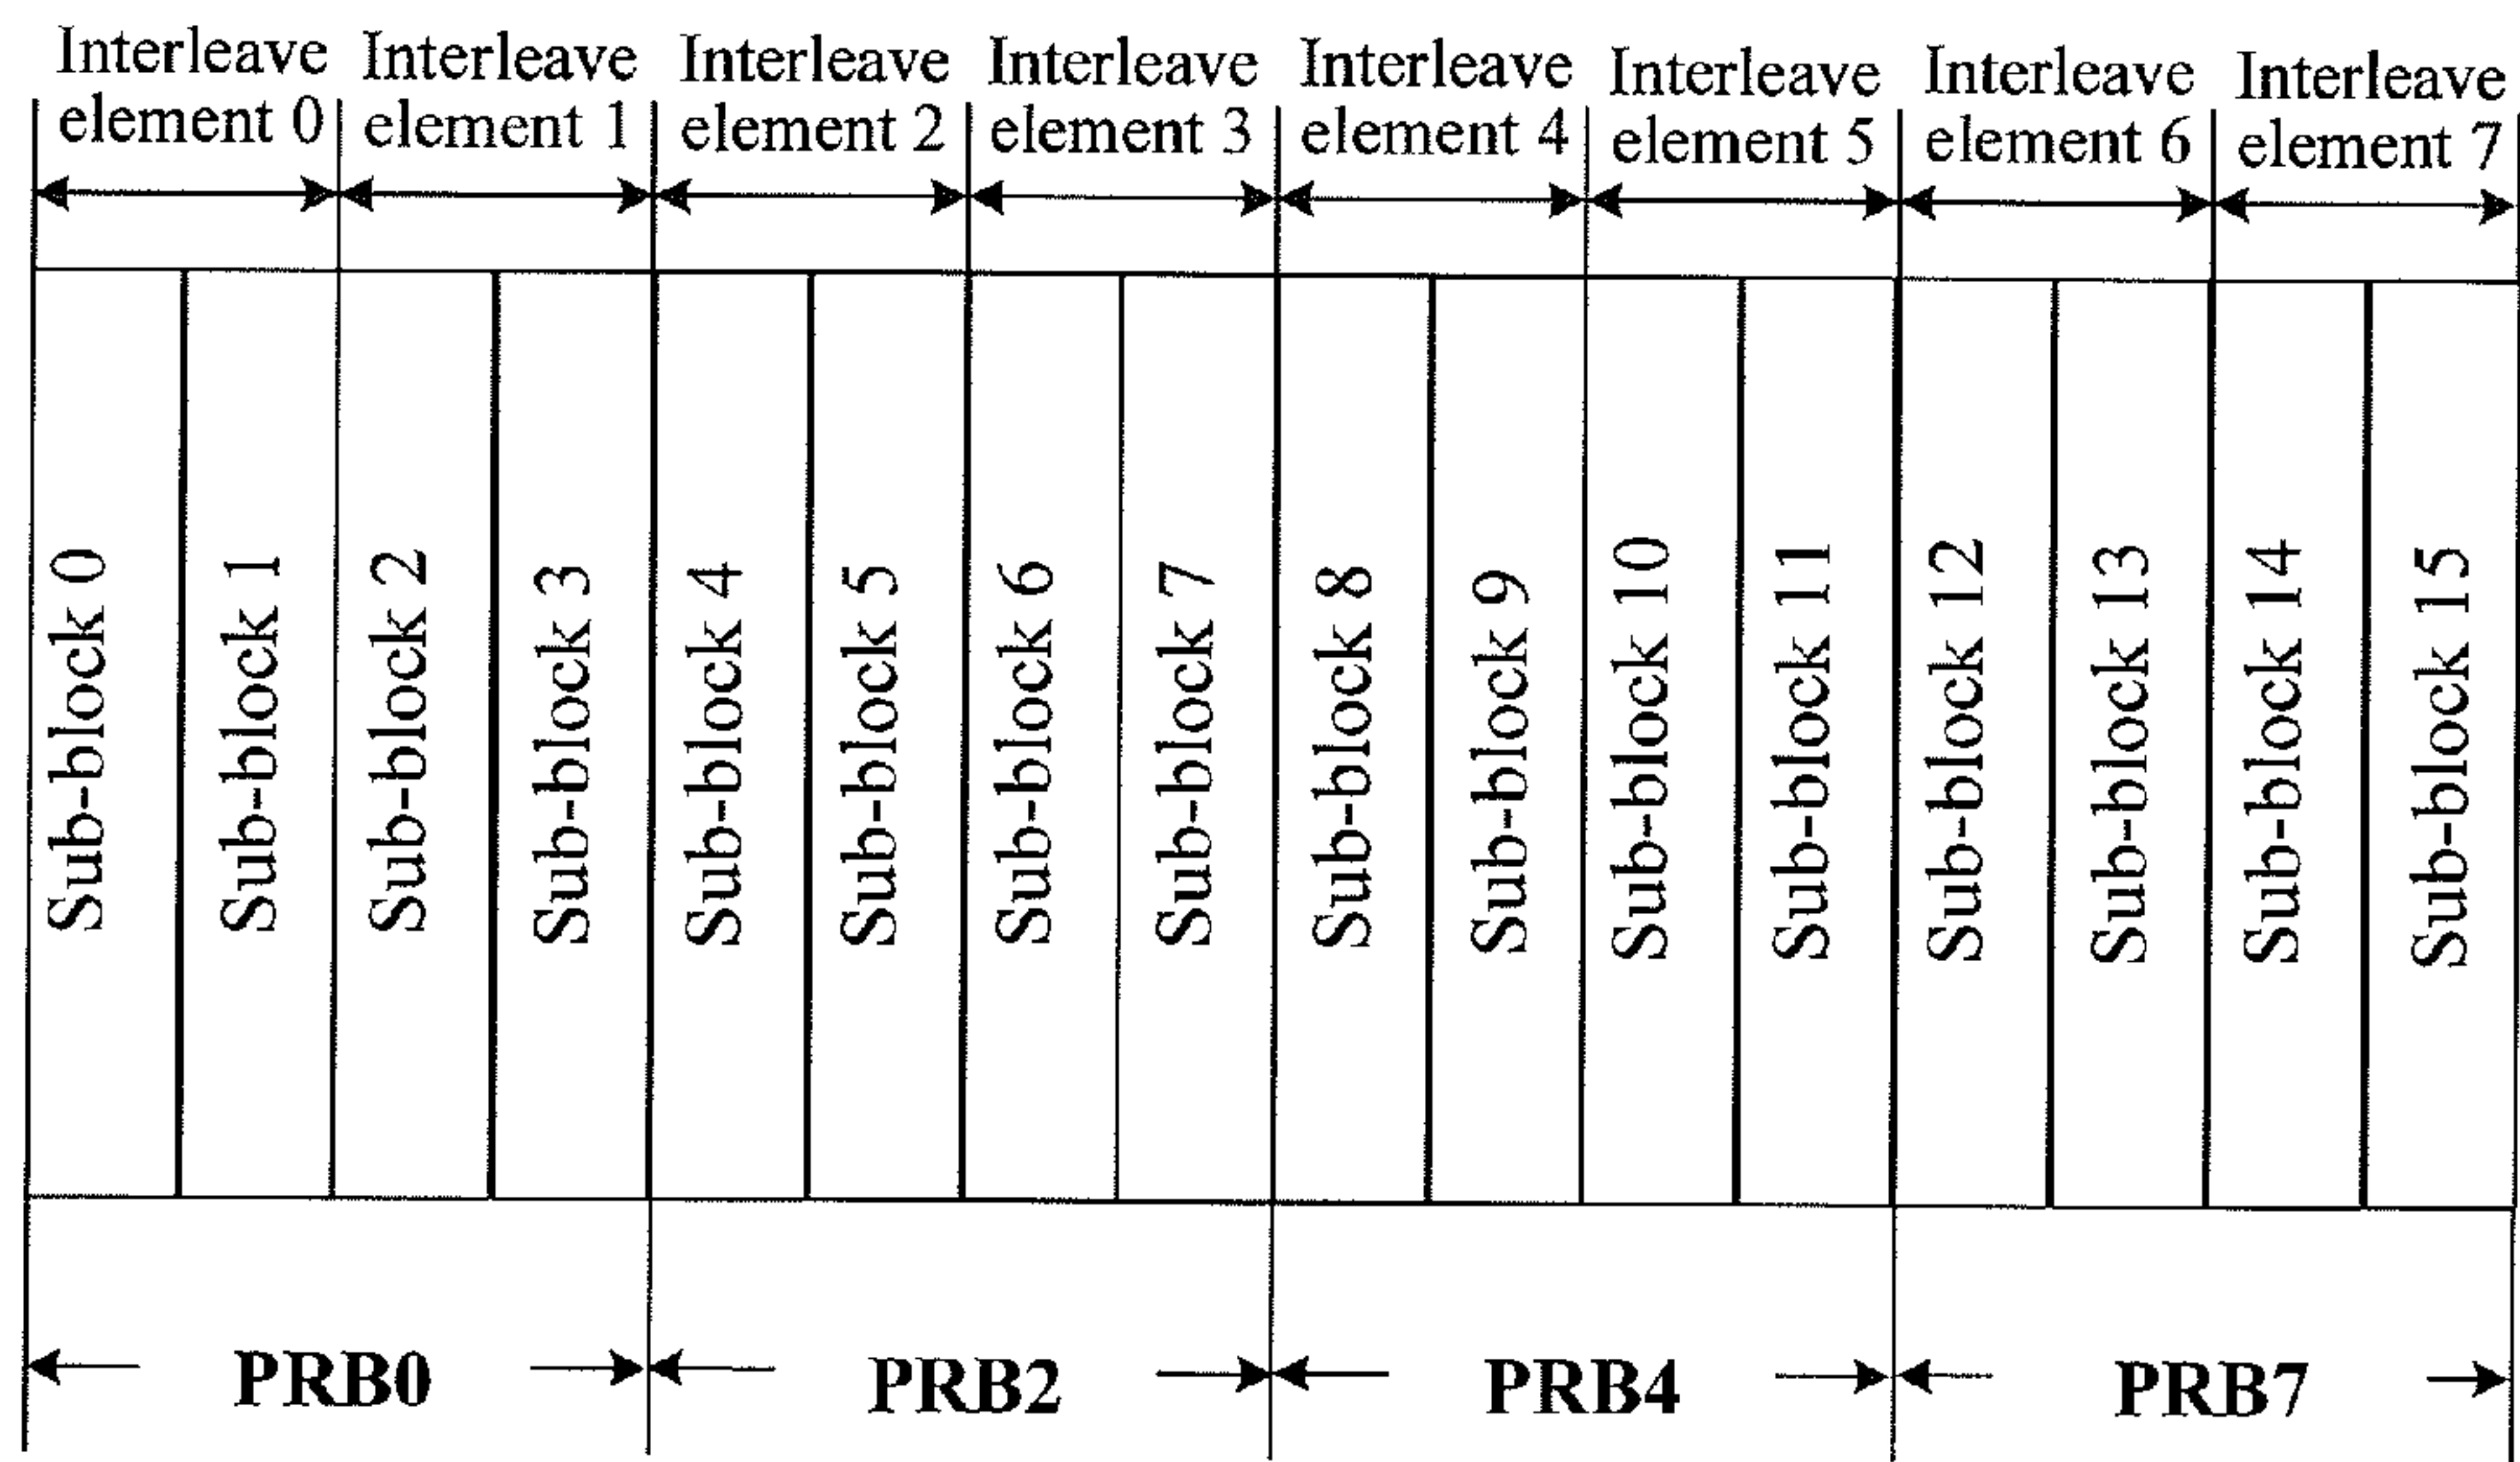 Interleave element 0
Interleave element 1
Interleave element 2
Interleave element 3
Interleave element 4
Interleave element 5
Interleave element 6
Interleave element 7
Sub-block 0
Sub-block 1
Sub-block 2
Sub-block 3
Sub-block 4
Sub-block 5
Sub-block 6
Sub-block 7
Sub-block 8
Sub-block 9
Sub-block 10
Sub-block 11
Sub-block 12
Sub-block 13
Sub-block 14
Sub-block 15
PRB0
PRB2
PRB4
PRB7